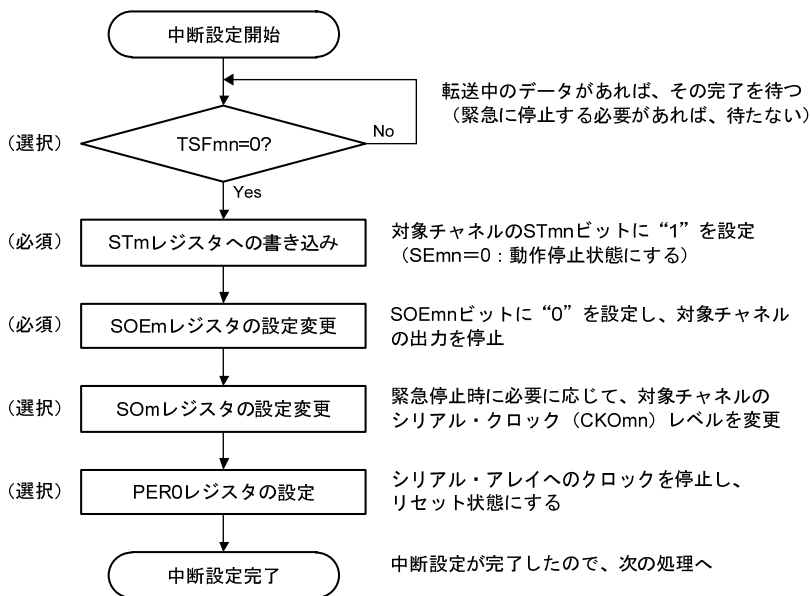 中断設定開始
転送中のデータがあれば、その完了を待つ
（緊急に停止する必要があれば、待たない）
No
（選択）
TSFmn=0?
Yes
（必須）
STmレジスタへの書き込み
対象チャネルのSTmnビットに“1”を設定
（SEmn＝0：動作停止状態にする）
（必須）
SOEmレジスタの設定変更
SOEmnビットに“0”を設定し、対象チャネル
の出力を停止
（選択）
SOmレジスタの設定変更
緊急停止時に必要に応じて、対象チャネルの
シリアル・クロック（CKOmn）レベルを変更
（選択）
PER0レジスタの設定
シリアル・アレイへのクロックを停止し、
リセット状態にする
中断設定完了
中断設定が完了したので、次の処理へ